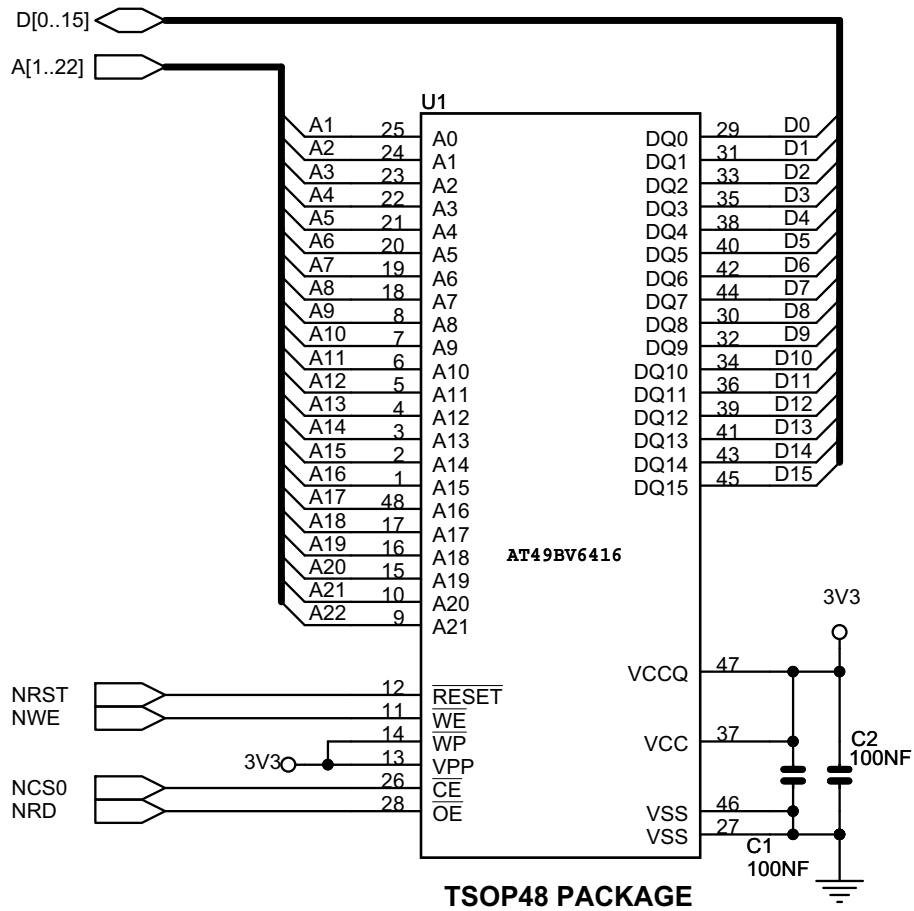 D[0..15]
A[1..22]
U1
A1 25 A0 DQ0 29 D0
A2 24 A1 DQ1 31 D1
A3 23 A2 DQ2 33 D2
A4 22 A3 DQ3 35 D3
A5 21 A4 DQ4 38 D4
A6 20 A5 DQ5 40 D5
A7 19 A6 DQ6 42 D6
A8 18 A7 DQ7 44 D7
A9 8 A8 DQ8 30 D8
A10 7 A9 DQ9 32 D9
A11 6 A10 DQ10 34 D10
A12 5 A11 DQ11 36 D11
A13 4 A12 DQ12 39 D12
A14 3 A13 DQ13 41 D13
A15 2 A14 DQ14 43 D14
A16 1 A15 DQ15 45 D15
A17 48 A16
A18 17 A17
A19 16 A18
AT49BV6416
A20 15 A19
A21 10 A20
A22 9 A21
3V3
VCCQ 47
NRST 12 RESET
NWE 11 WE
14 WP
VCC 37
C2
100NF
3V3 13 VPP
NCS0 26 CE
NRD 28 OE
VSS 46
VSS 27
C1
100NF
TSOP48 PACKAGE